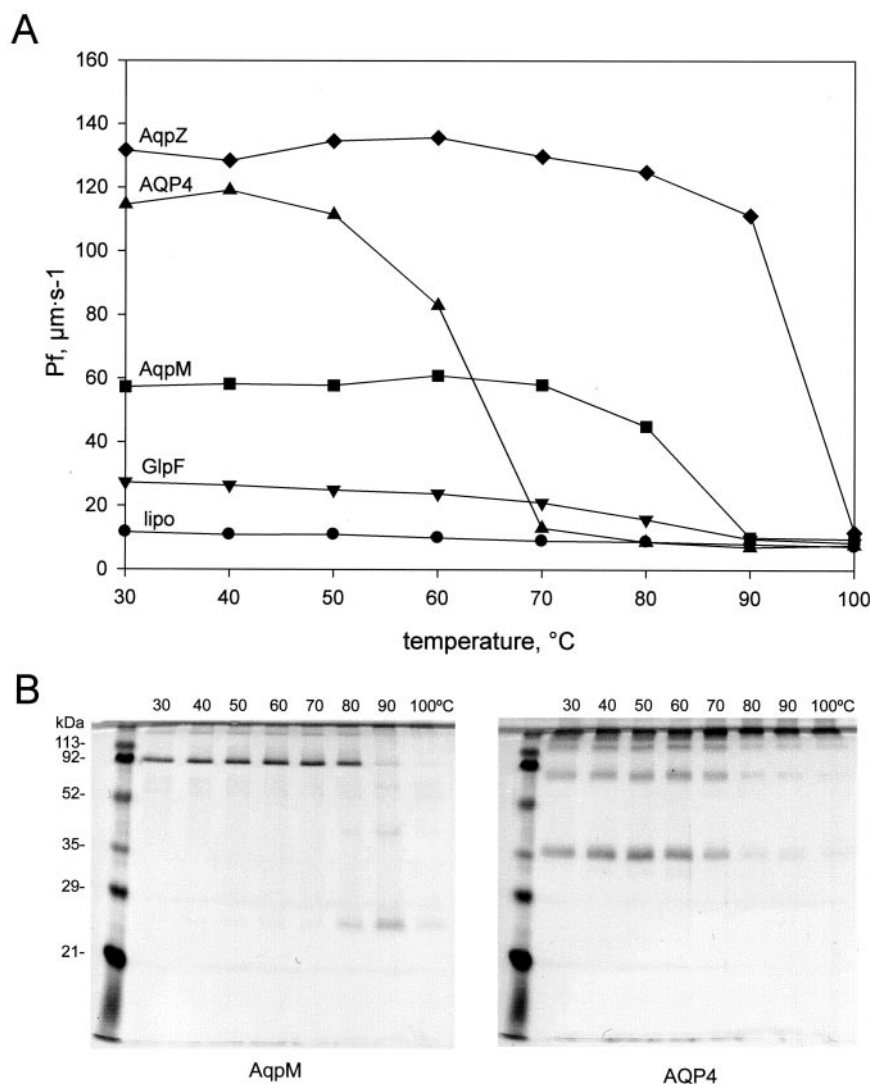 A
160
140
120
100
80
60
40
20
0
Pf, µm·s-1
AqpZ
AQP4
AqpM
GlpF
lipo
30 40 50 60 70 80 90 100
temperature, °C
B
30 40 50 60 70 80 90 100ºC
kDa
113-
92-
52-
35-
29-
21-
AqpM
30 40 50 60 70 80 90 100ºC
AQP4